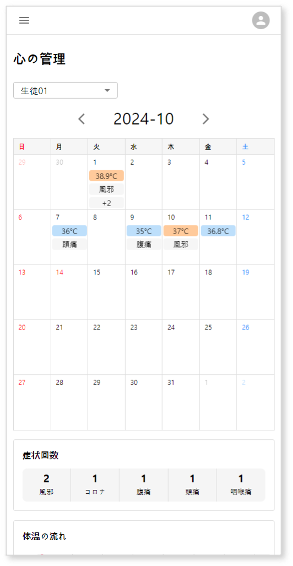 心の管理
生徒01
2024-10
日 月 火 水 木 金 土
29 30 1 2 3 4 5
38.9℃
風邪
+2
6 7 8 9 10 11 12
36℃ 35℃ 37℃ 36.8℃
頭痛 腹痛 風邪
13 14 15 16 17 18 19
20 21 22 23 24 25 26
27 28 29 30 31 1 2
症状回数
2 1 1 1 1
風邪 コロナ 腹痛 頭痛 咽喉痛
体温の流れ